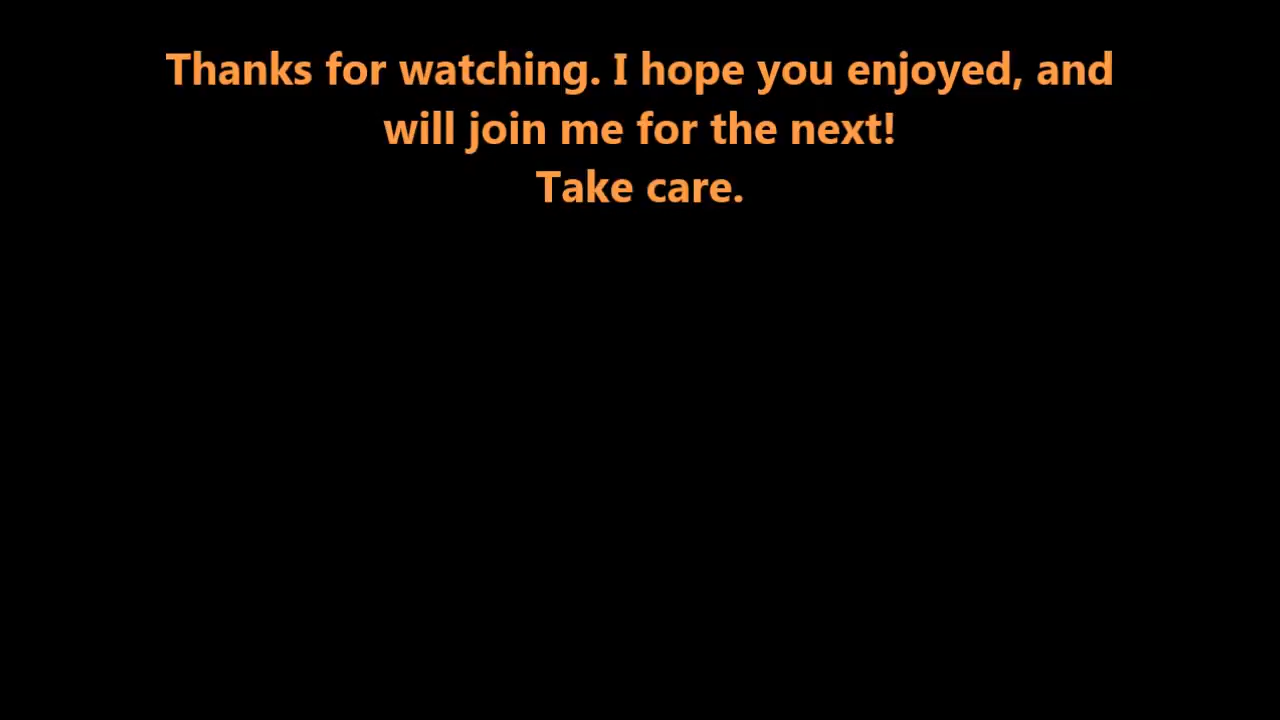 Thanks for watching. I hope you enjoyed, and
will join me for the next!
Take care.